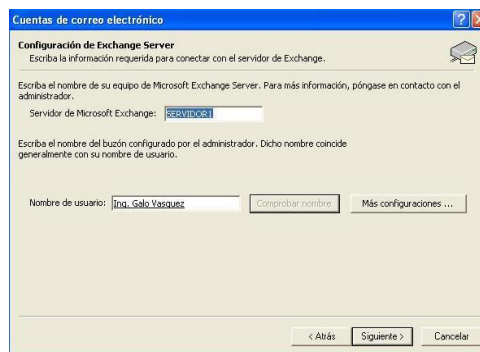 Cuentas de correo electrónico
Configuración de Exchange Server
Escriba la información requerida para conectar con el servidor de Exchange.
Escriba el nombre de su equipo de Microsoft Exchange Server. Para más información, póngase en contacto con el
administrador.
Servidor de Microsoft Exchange: SERVIDOR1
Escriba el nombre del buzón configurado por el administrador. Dicho nombre coincide
generalmente con su nombre de usuario.
Nombre de usuario: Ing. Galo Vasquez Comprobar nombre Más configuraciones ...
< Atrás Siguiente > Cancelar